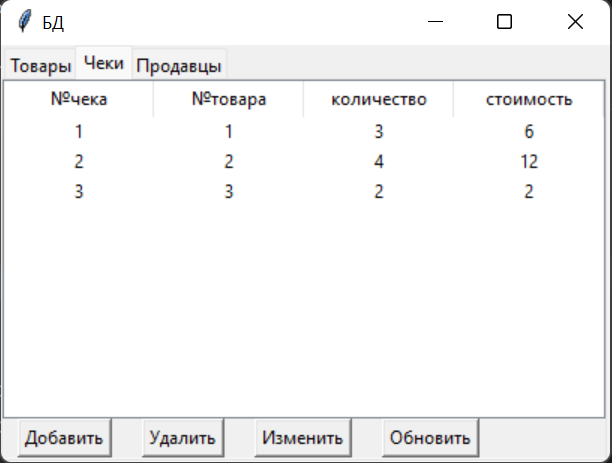 БД
Товары Чеки Продавцы
№чека №товара количество стоимость
1 1 3 6
2 2 4 12
3 3 2 2
Добавить Удалить Изменить Обновить